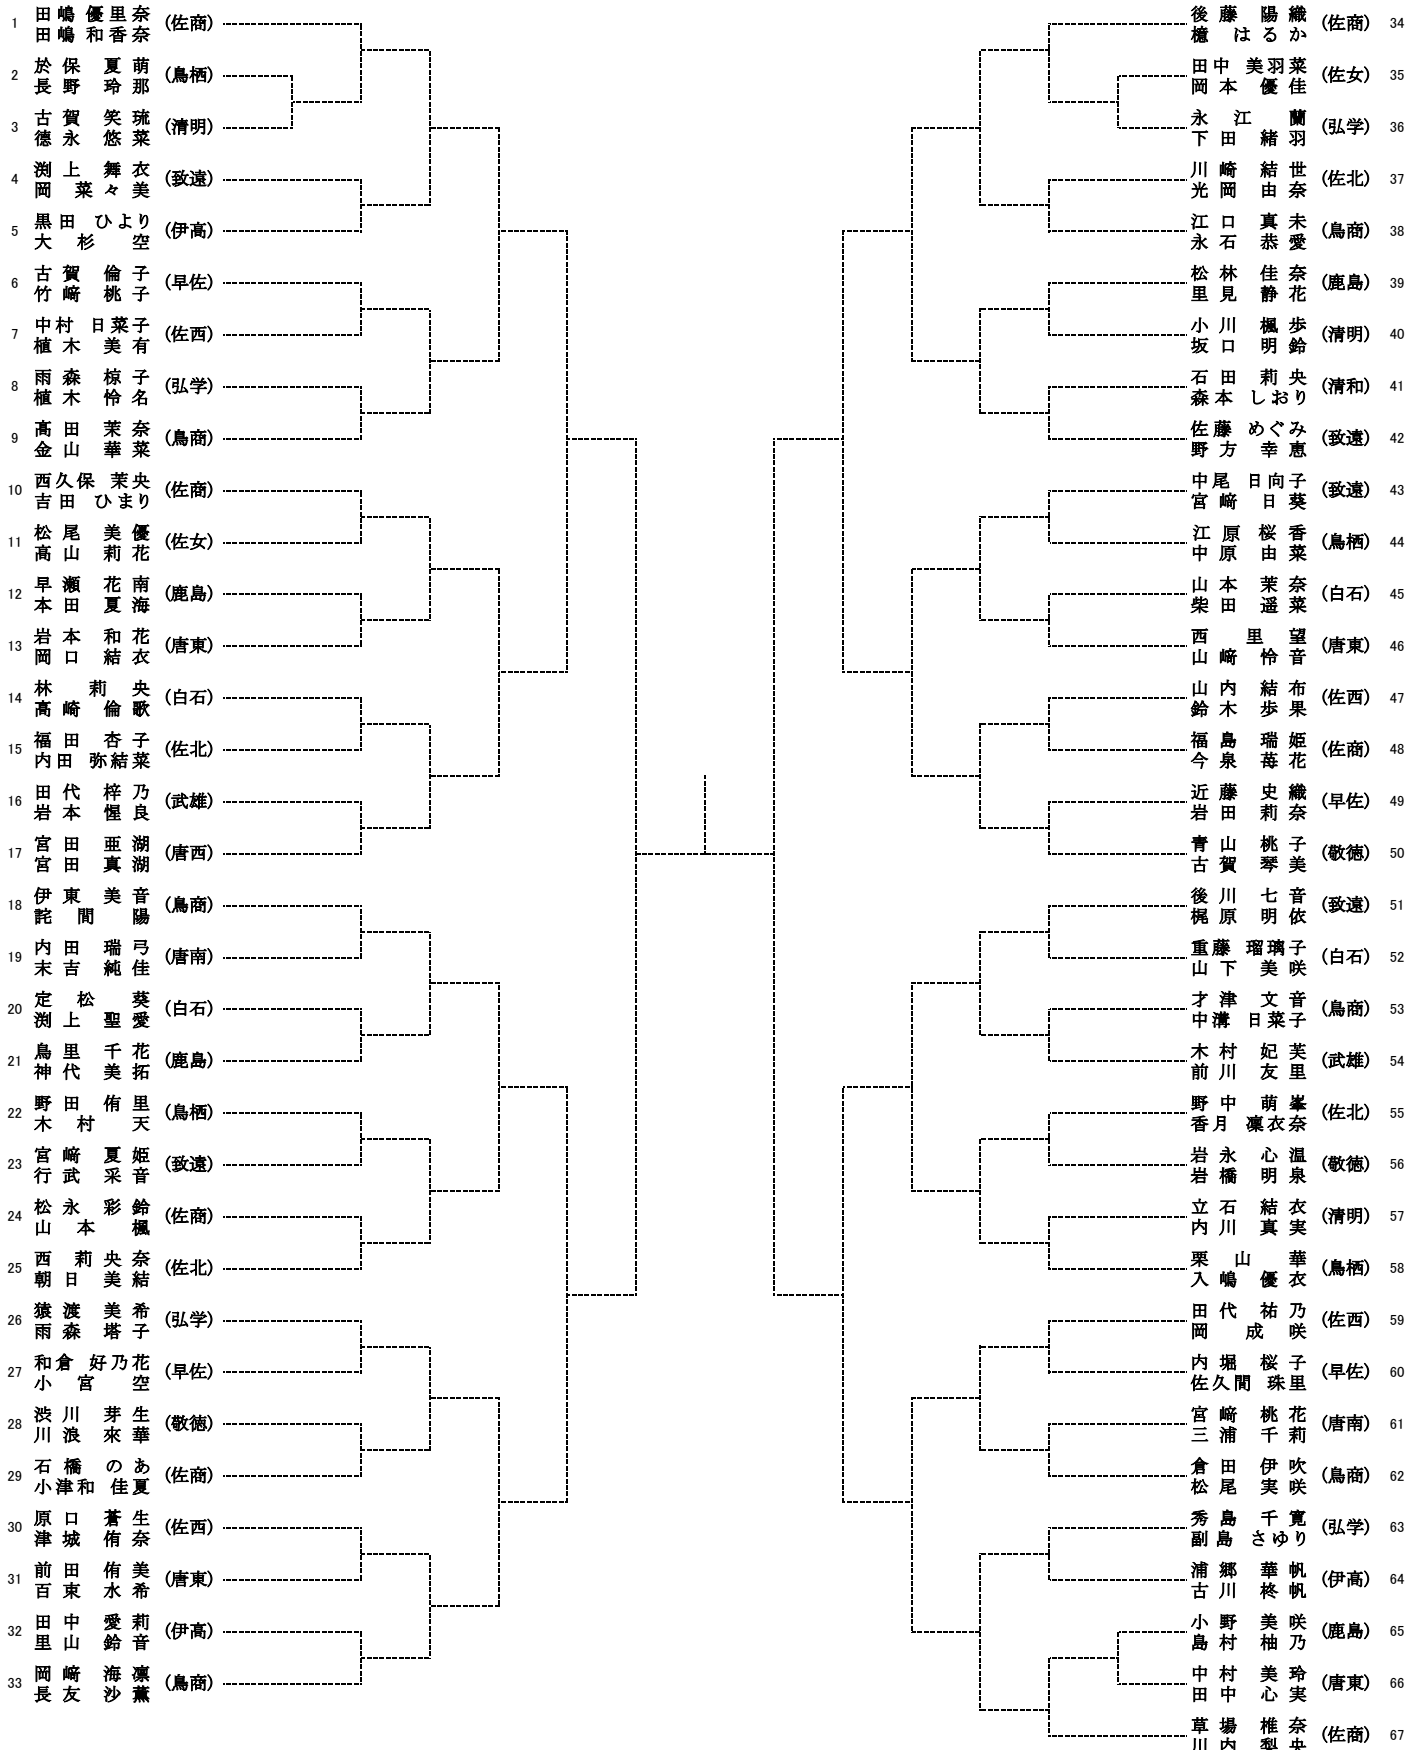 1 田嶋 優里奈 (佐商)
田嶋 和香奈
2 於保 夏萌 (鳥栖)
長野 玲那
3 古賀 笑琉 (清明)
德永 悠菜
4 渕上 舞衣 (致遠)
岡 菜々美
5 黒田 ひより (伊高)
大杉 空
6 古賀 倫子 (早佐)
竹﨑 桃子
7 中村 日菜子 (佐西)
植木 美有
8 雨森 椋子 (弘学)
植木 怜名
9 髙田 茉奈 (鳥商)
金山 華菜
10 西久保 茉央 (佐商)
吉田 ひまり
11 松尾 美優 (佐女)
高山 莉花
12 早瀬 花南 (鹿島)
本田 夏海
13 岩本 和花 (唐東)
岡口 結衣
14 林 莉央 (白石)
高崎 倫歌
15 福田 杏子 (佐北)
内田 弥結菜
16 田代 梓乃 (武雄)
岩本 惺良
17 宮田 亜湖 (唐西)
宮田 真湖
18 伊東 美音 (鳥商)
詫間 陽
19 内田 瑞弓 (唐南)
末吉 純佳
20 定松 葵 (白石)
渕上 聖愛
21 鳥里 千花 (鹿島)
神代 美拓
22 野田 侑里 (鳥栖)
木村 天
23 宮﨑 夏姫 (致遠)
行武 采音
24 松永 彩鈴 (佐商)
山本 楓
25 西 莉央奈 (佐北)
朝日 美結
26 猿渡 美希 (弘学)
雨森 塔子
27 和倉 好乃花 (早佐)
小宮 空
28 渋川 芽生 (敬徳)
川浪 來華
29 石橋 のあ (佐商)
小津和 佳夏
30 原口 蒼生 (佐西)
津城 侑奈
31 前田 侑美 (唐東)
百束 水希
32 田中 愛莉 (伊高)
里山 鈴音
33 岡﨑 海凛 (鳥商)
長友 沙薫
後藤 陽織 (佐商) 34
檍 はるか
田中 美羽菜 (佐女) 35
岡本 優佳
永江 蘭 (弘学) 36
下田 緒羽
川崎 結世 (佐北) 37
光岡 由奈
江口 真未 (鳥商) 38
永石 恭愛
松林 佳奈 (鹿島) 39
里見 静花
小川 楓歩 (清明) 40
坂口 明鈴
石田 莉央 (清和) 41
森本 しおり
佐藤 めぐみ (致遠) 42
野方 幸恵
中尾 日向子 (致遠) 43
宮﨑 日葵
江原 桜香 (鳥栖) 44
中原 由菜
山本 茉奈 (白石) 45
柴田 遥菜
西里 望 (唐東) 46
山﨑 怜音
山内 結布 (佐西) 47
鈴木 歩果
福島 瑞姫 (佐商) 48
今泉 苺花
近藤 史織 (早佐) 49
岩田 莉奈
青山 桃子 (敬徳) 50
古賀 琴美
後川 七音 (致遠) 51
梶原 明依
重藤 瑠璃子 (白石) 52
山下 美咲
才津 文音 (鳥商) 53
中溝 日菜子
木村 妃芙 (武雄) 54
前川 友里
野中 萌峯 (佐北) 55
香月 凜衣奈
岩永 心温 (敬徳) 56
岩橋 明泉
立石 結衣 (清明) 57
内川 真実
栗山 華 (鳥栖) 58
入嶋 優衣
田代 祐乃 (佐西) 59
岡 成咲
内堀 桜子 (早佐) 60
佐久間 珠里
宮﨑 桃花 (唐南) 61
三浦 千莉
倉田 伊吹 (鳥商) 62
松尾 実咲
秀島 千寛 (弘学) 63
副島 さゆり
浦郷 華帆 (伊高) 64
古川 柊帆
小野 美咲 (鹿島) 65
島村 柚乃
中村 美玲 (唐東) 66
田中 心実
草場 椎奈 (佐商) 67
川内 梨央